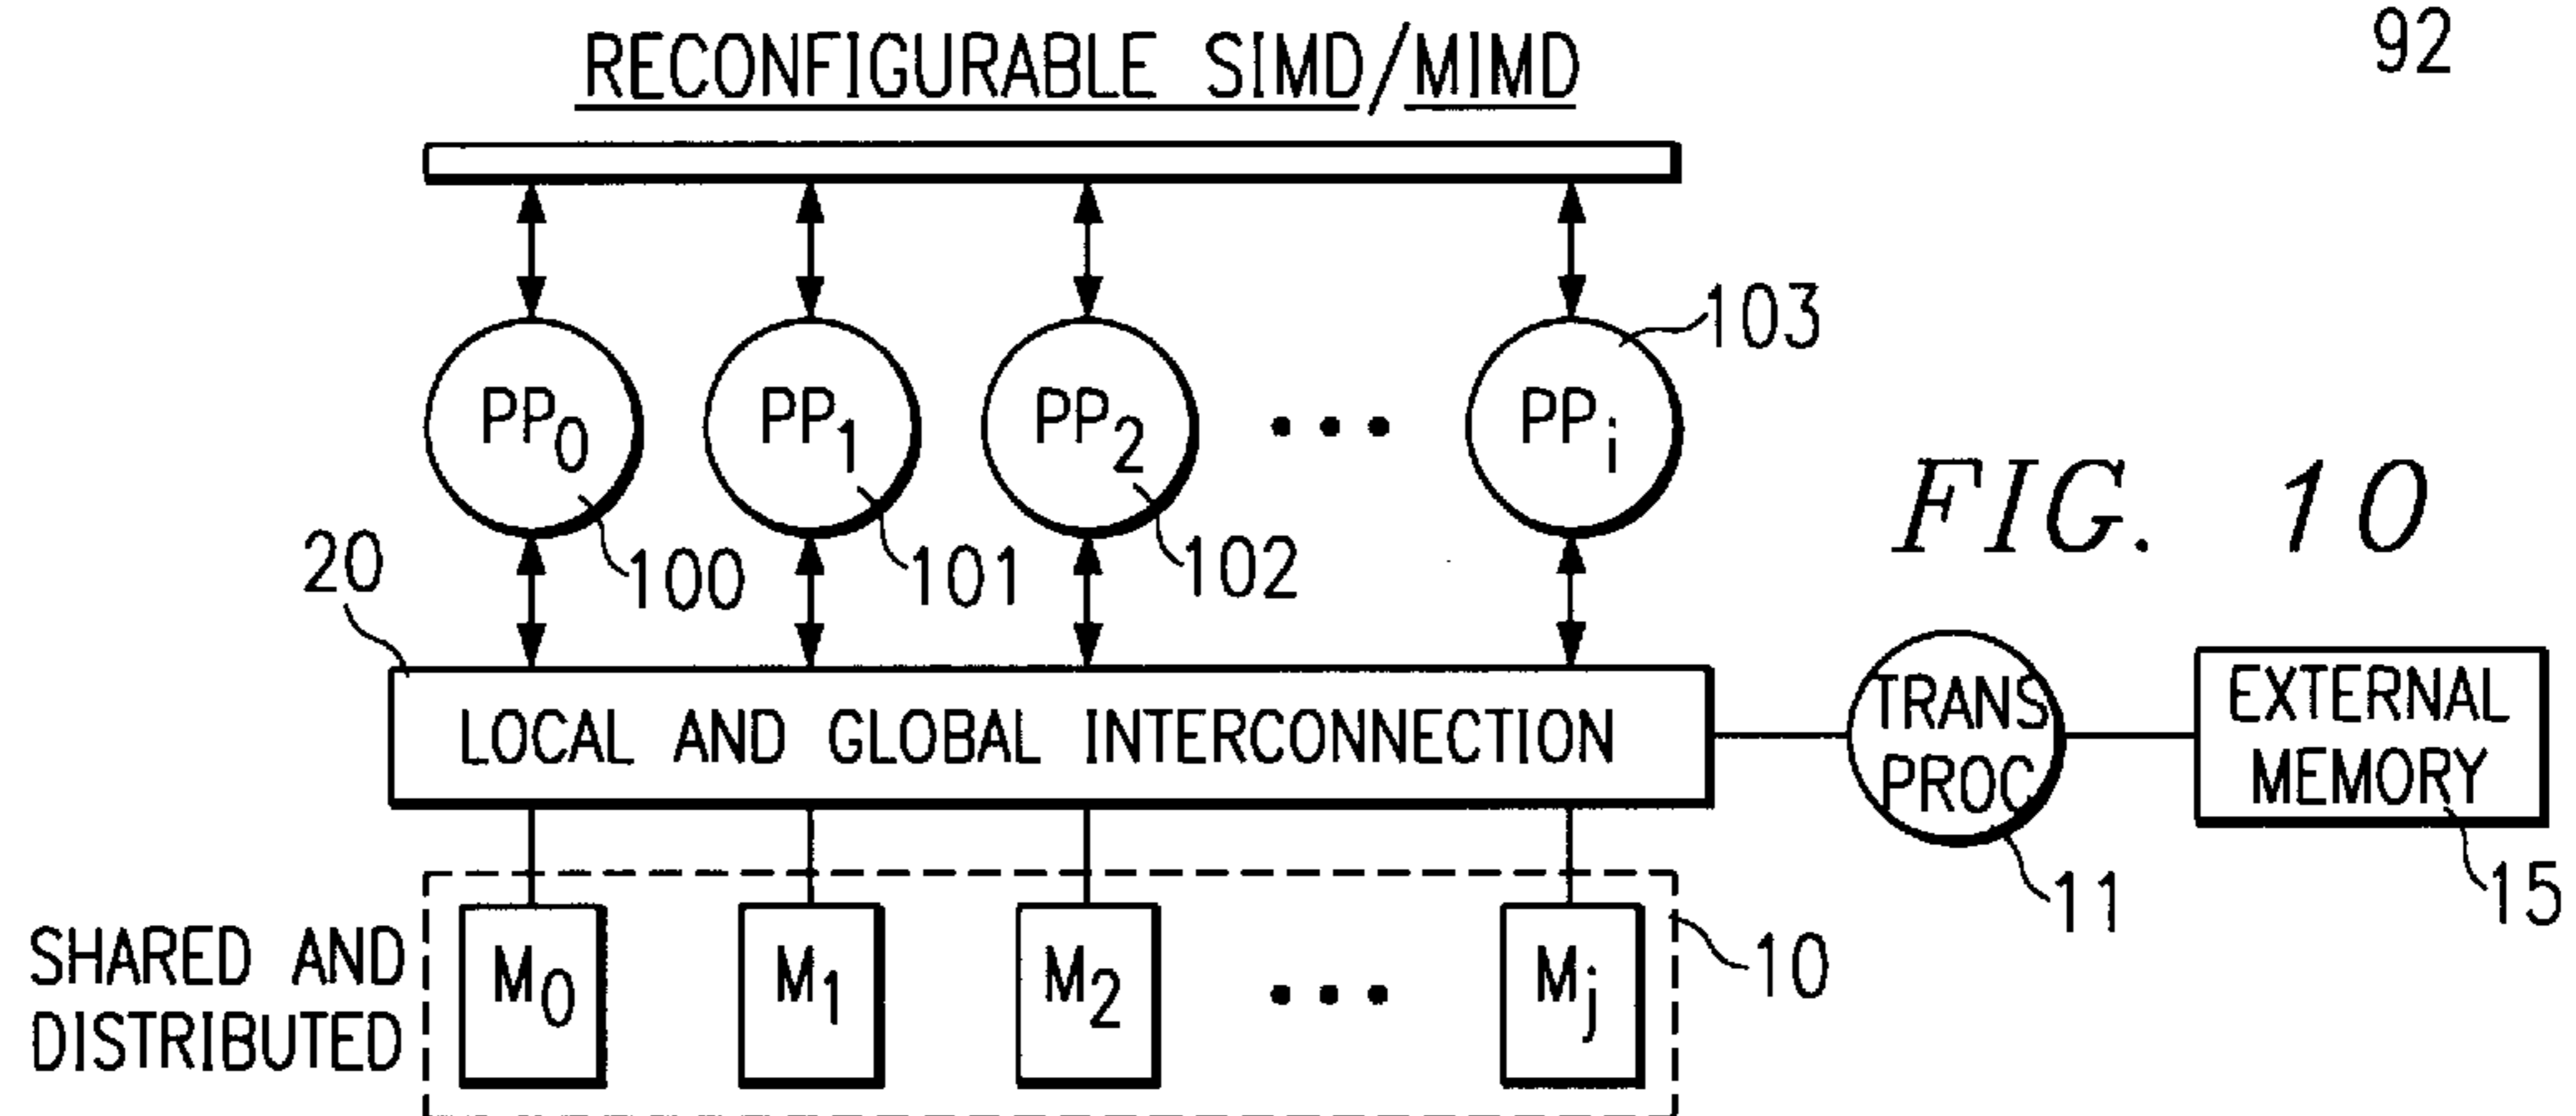 92
RECONFIGURABLE SIMD/MIMD
103
PP0 PP1 PP2 ... PPi
FIG. 10
20
100
101
102
LOCAL AND GLOBAL INTERCONNECTION
TRANS
PROC
EXTERNAL
MEMORY
11
15
SHARED AND
DISTRIBUTED
M0 M1 M2 ... Mj
10